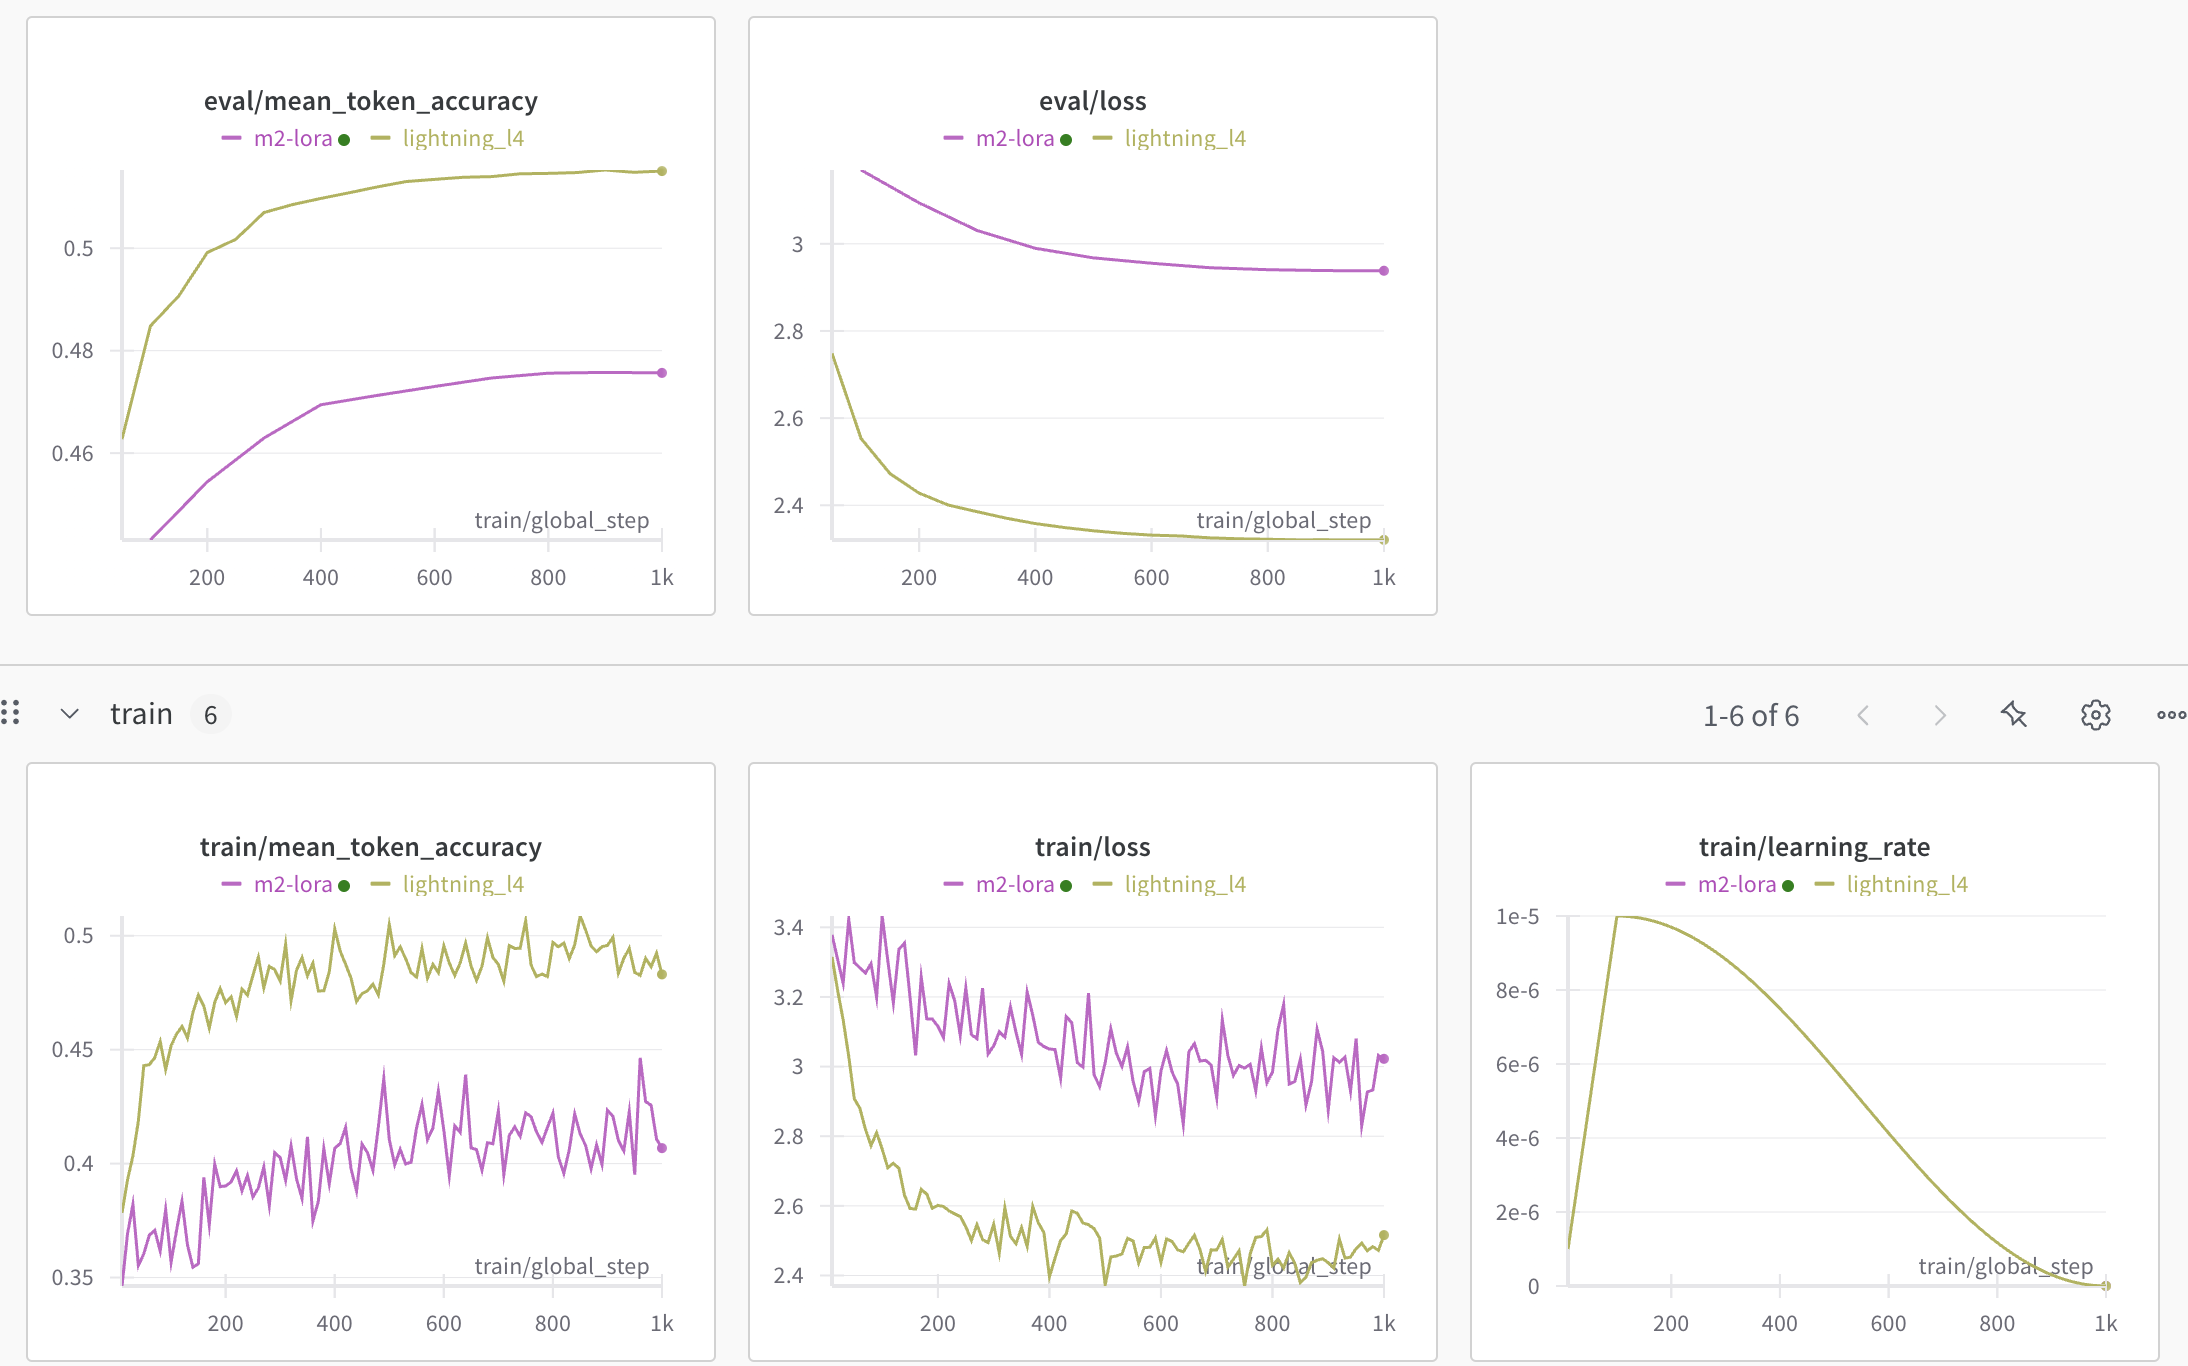 eval/mean_token_accuracy
m2-lora lightning_l4
0.5
0.48
0.46
train/global_step
200 400 600 800 1k
eval/loss
m2-lora lightning_l4
3
2.8
2.6
2.4
train/global_step
200 400 600 800 1k
train 6
1-6 of 6
train/mean_token_accuracy
m2-lora lightning_l4
0.5
0.45
0.4
0.35
train/global_step
200 400 600 800 1k
train/loss
m2-lora lightning_l4
3.4
3.2
3
2.8
2.6
2.4
train/global_step
200 400 600 800 1k
train/learning_rate
m2-lora lightning_l4
1e-5
8e-6
6e-6
4e-6
2e-6
0
train/global_step
200 400 600 800 1k